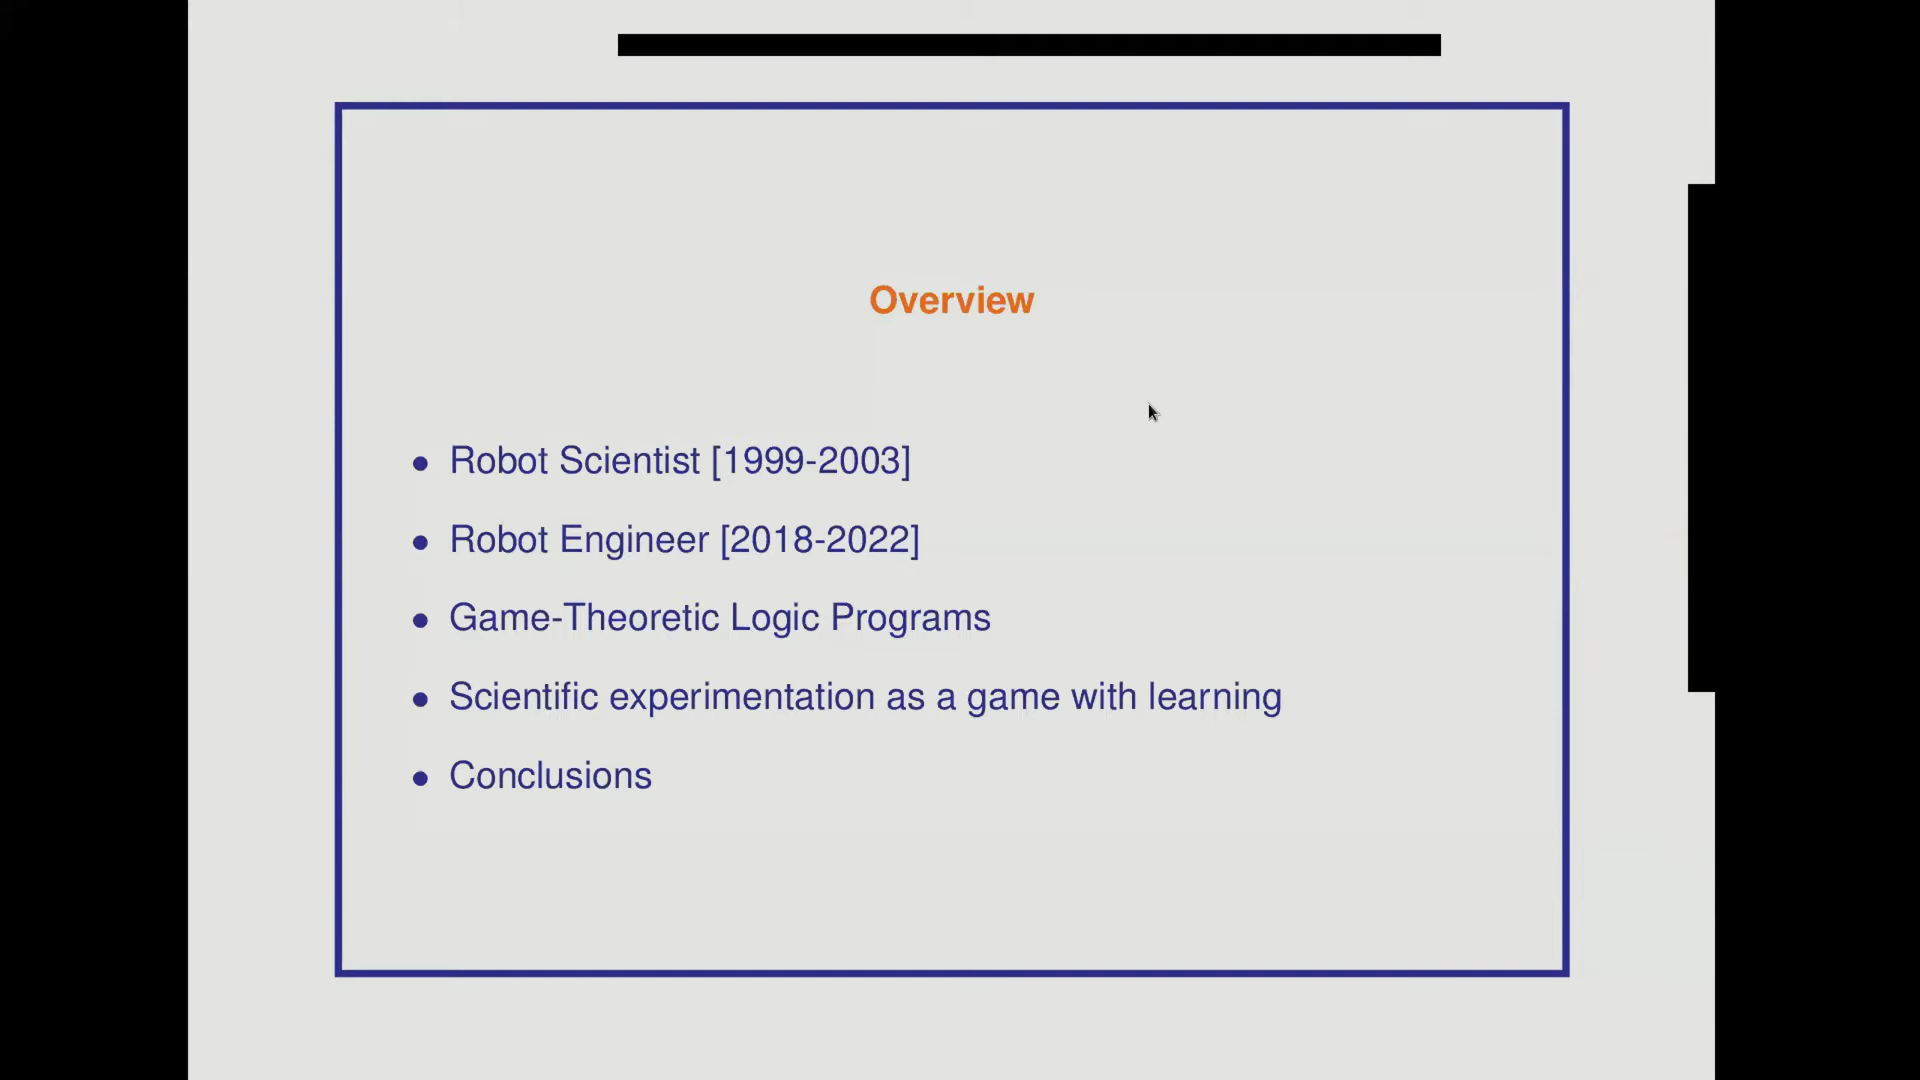 Overview
• Robot Scientist [1999-2003]
• Robot Engineer [2018-2022]
• Game-Theoretic Logic Programs
• Scientific experimentation as a game with learning
• Conclusions